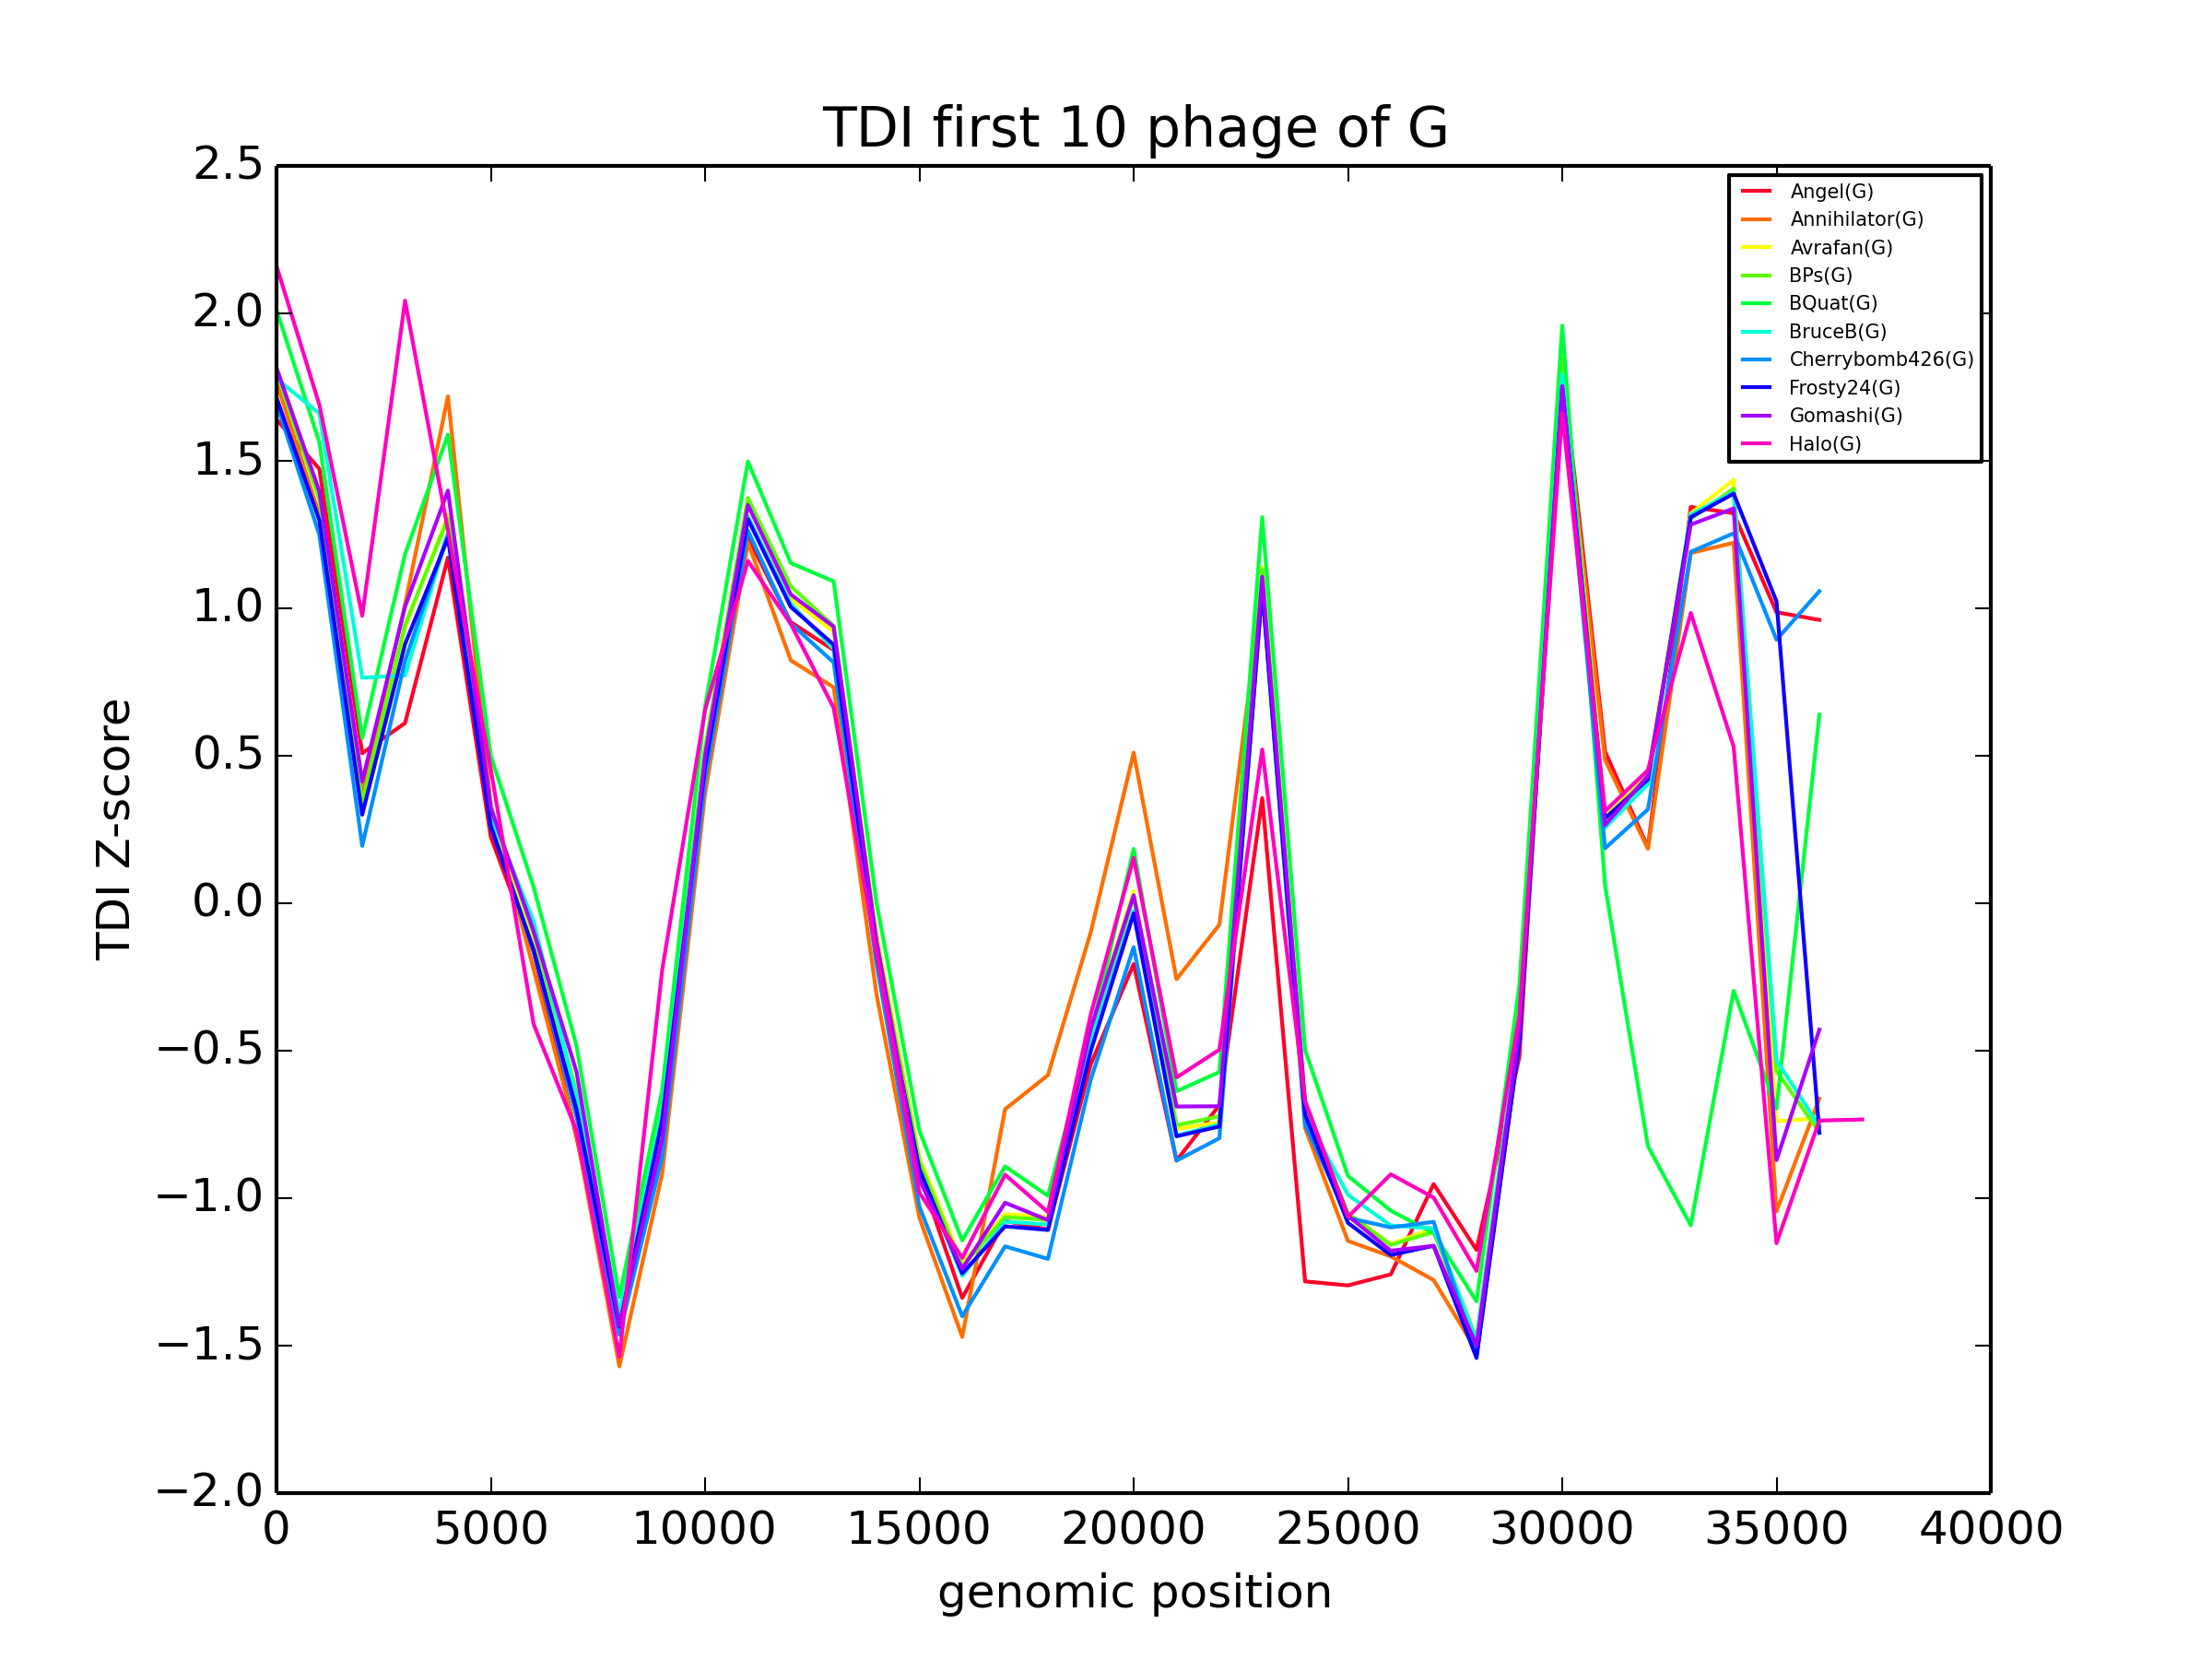 TDI first 10 phage of G
2.5
2.0
1.5
1.0
0.5
0.0
−0.5
−1.0
−1.5
−2.0
TDI Z-score
Angel(G)
Annihilator(G)
Avrafan(G)
BPs(G)
BQuat(G)
BruceB(G)
Cherrybomb426(G)
Frosty24(G)
Gomashi(G)
Halo(G)
0 5000 10000 15000 20000 25000 30000 35000 40000
genomic position